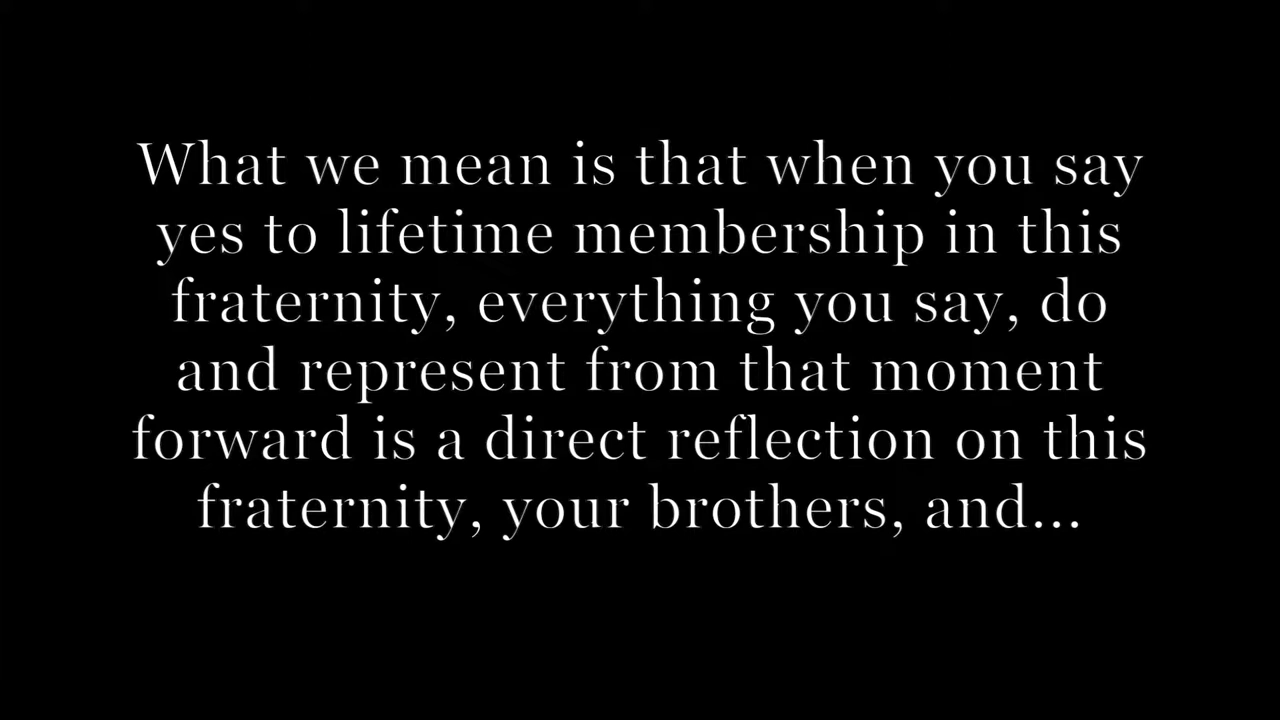 What we mean is that when you say
yes to lifetime membership in this
fraternity, everything you say, do
and represent from that moment
forward is a direct reflection on this
fraternity, your brothers, and...